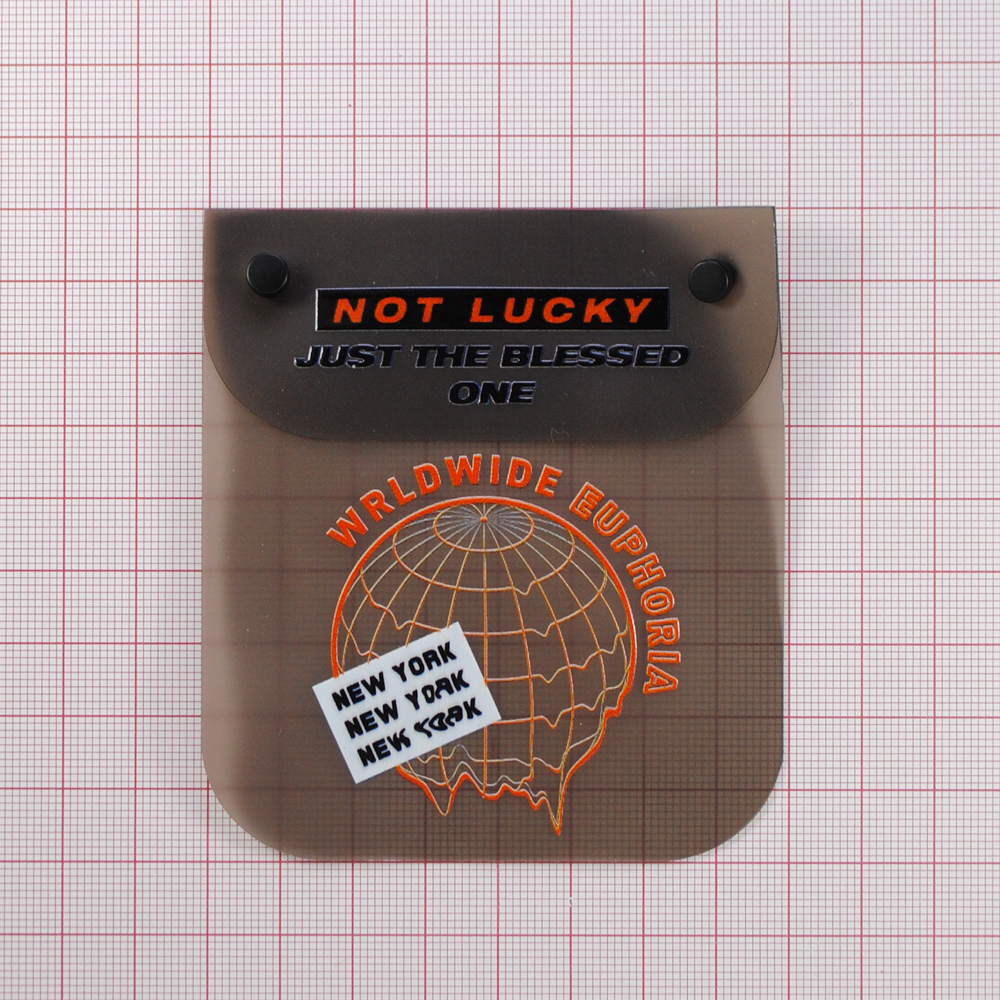 NOT LUCKY
JUST THE BLESSED
ONE
WRLDWIDE EUPHORIA
NEW YORK
NEW YORK
NEW YORK